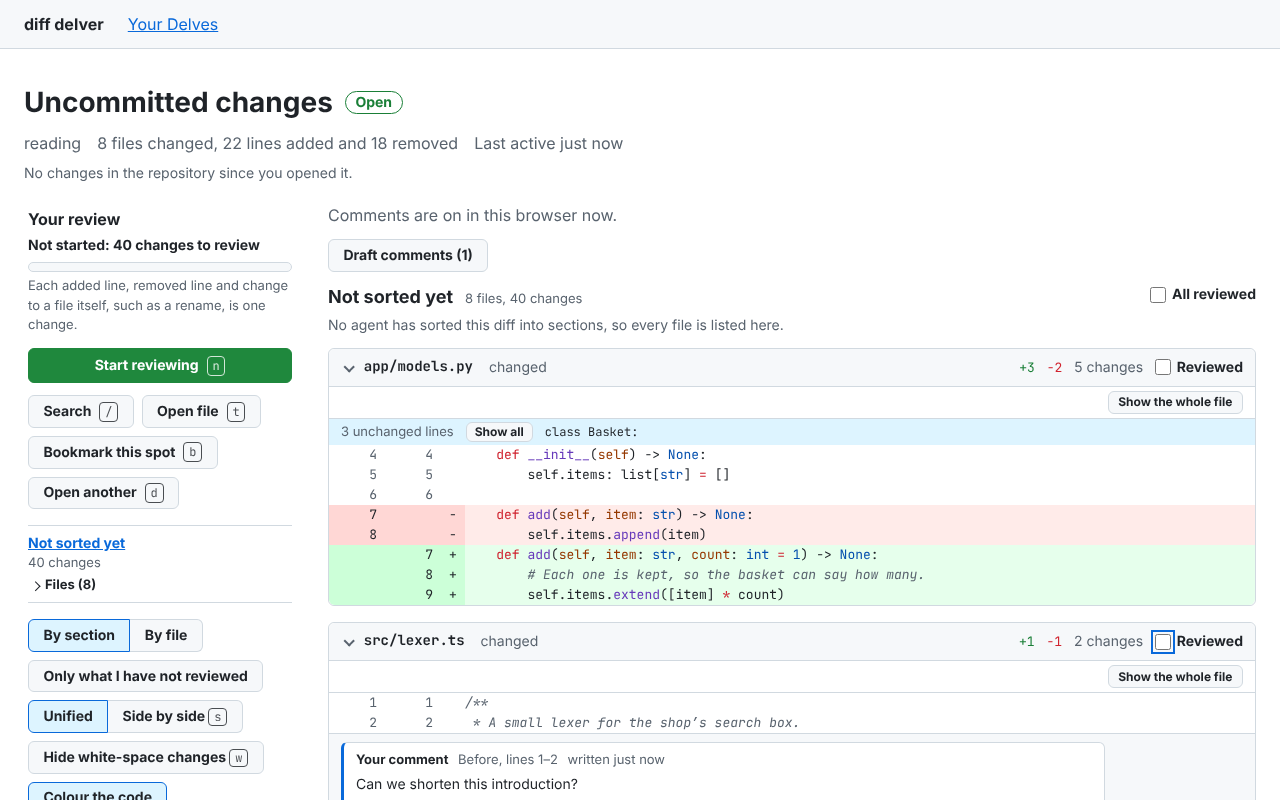 diff delver Your Delves
Uncommitted changes Open
reading 8 files changed, 22 lines added and 18 removed Last active just now
No changes in the repository since you opened it.
Your review
Not started: 40 changes to review
Each added line, removed line and change
to a file itself, such as a rename, is one
change.
Start reviewing n
Search / Open file t
Bookmark this spot b
Open another d
Not sorted yet
40 changes
Files (8)
By section By file
Only what I have not reviewed
Unified Side by side s
Hide white-space changes w
Colour the code
Comments are on in this browser now.
Draft comments (1)
Not sorted yet 8 files, 40 changes All reviewed
No agent has sorted this diff into sections, so every file is listed here.
app/models.py changed +3 -2 5 changes Reviewed
Show the whole file
3 unchanged lines Show all class Basket:
4 4 def __init__(self) -> None:
5 5 self.items: list[str] = []
6 6
7 - def add(self, item: str) -> None:
8 - self.items.append(item)
7 + def add(self, item: str, count: int = 1) -> None:
8 + # Each one is kept, so the basket can say how many.
9 + self.items.extend([item] * count)
src/lexer.ts changed +1 -1 2 changes Reviewed
Show the whole file
1 1 /**
2 2 * A small lexer for the shop’s search box.
Your comment Before, lines 1–2 written just now
Can we shorten this introduction?